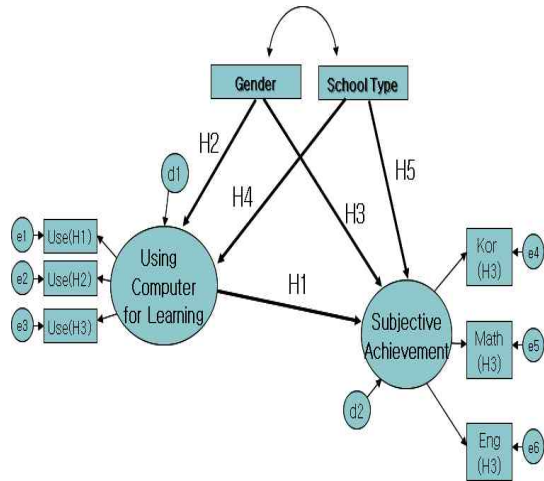 Gender
School Type
H2
H4
H3
H5
d1
e1
Use(H1)
e2
Use(H2)
e3
Use(H3)
Using
Computer
for Learning
H1
Subjective
Achievement
d2
Kor
(H3)
e4
Math
(H3)
e5
Eng
(H3)
e6